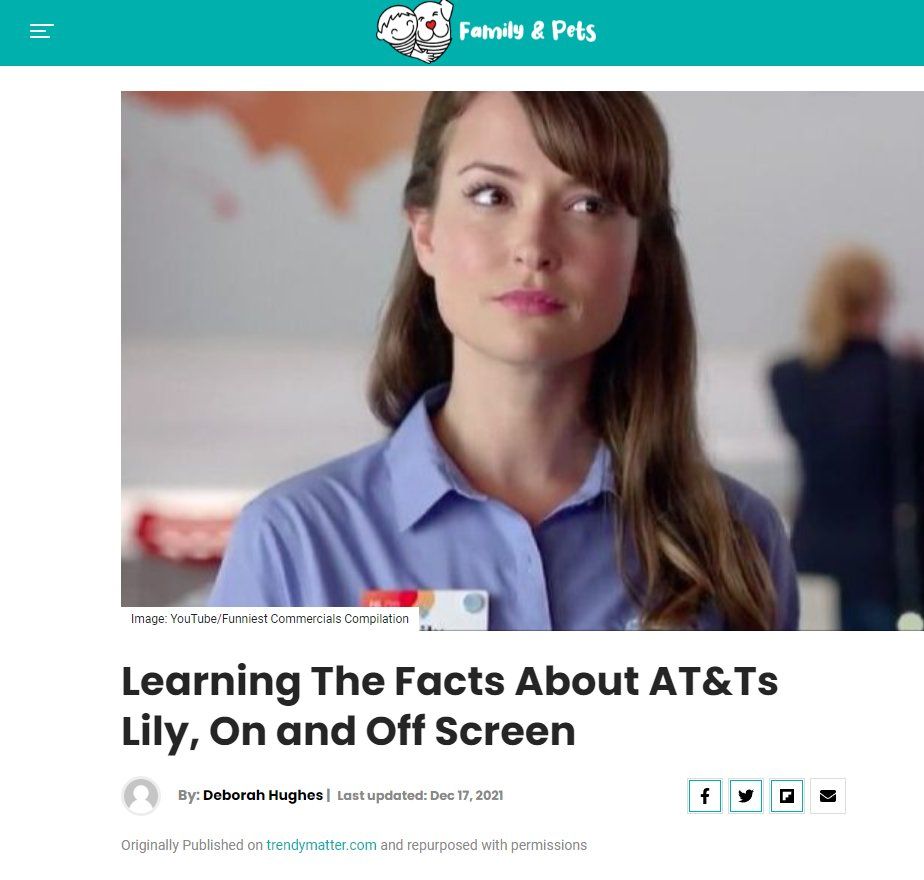 Family & Pets
Image: YouTube/Funniest Commercials Compilation
Learning The Facts About AT&Ts
Lily, On and Off Screen
By: Deborah Hughes | Last updated: Dec 17, 2021
Originally Published on trendymatter.com and repurposed with permissions